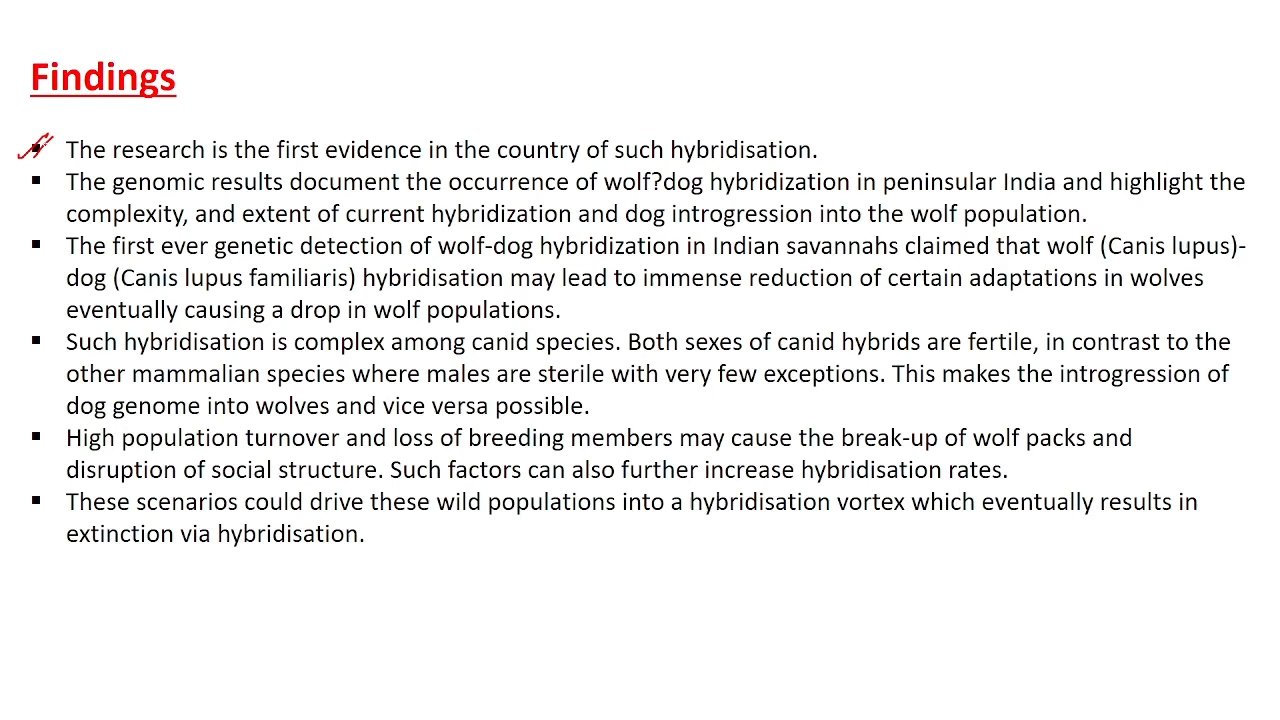 Findings
▪ The research is the first evidence in the country of such hybridisation.
▪ The genomic results document the occurrence of wolf?dog hybridization in peninsular India and highlight the
complexity, and extent of current hybridization and dog introgression into the wolf population.
▪ The first ever genetic detection of wolf-dog hybridization in Indian savannahs claimed that wolf (Canis lupus)-
dog (Canis lupus familiaris) hybridisation may lead to immense reduction of certain adaptations in wolves
eventually causing a drop in wolf populations.
▪ Such hybridisation is complex among canid species. Both sexes of canid hybrids are fertile, in contrast to the
other mammalian species where males are sterile with very few exceptions. This makes the introgression of
dog genome into wolves and vice versa possible.
▪ High population turnover and loss of breeding members may cause the break-up of wolf packs and
disruption of social structure. Such factors can also further increase hybridisation rates.
▪ These scenarios could drive these wild populations into a hybridisation vortex which eventually results in
extinction via hybridisation.